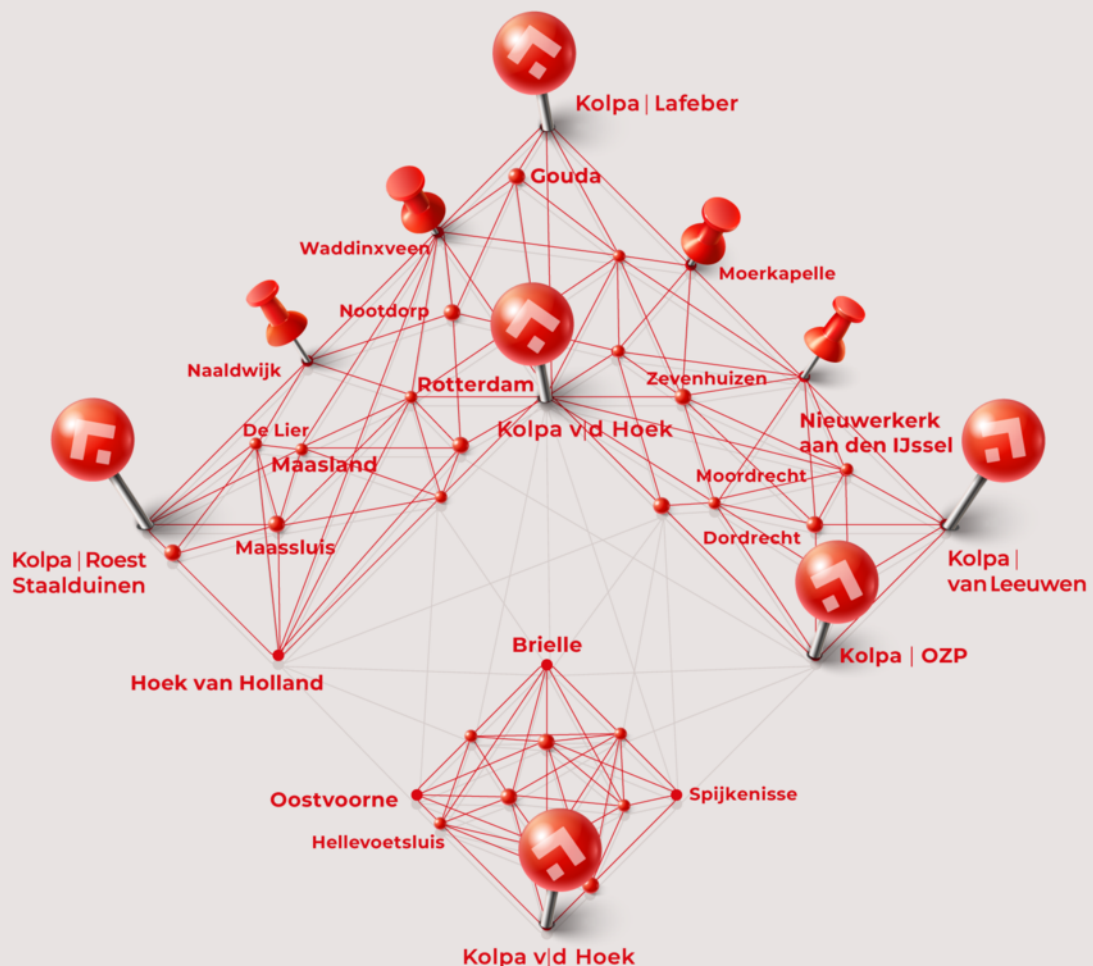 Kolpa | Lafeber
Gouda
Waddinxveen
Moerkapelle
Nootdorp
Naaldwijk
Rotterdam
Zevenhuizen
Kolpa v|d Hoek
Nieuwerkerk
aan den IJssel
De Lier
Maasland
Moordrecht
Maassluis
Dordrecht
Kolpa | Roest
Staalduinen
Kolpa |
van Leeuwen
Brielle
Kolpa | OZP
Hoek van Holland
Oostvoorne
Spijkenisse
Hellevoetsluis
Kolpa v|d Hoek